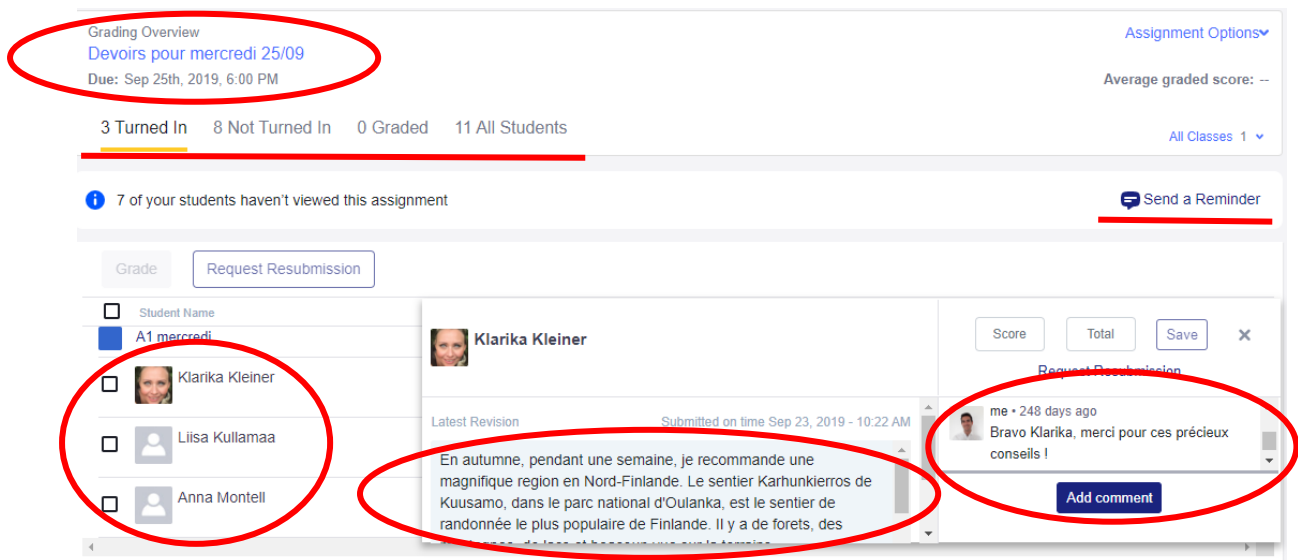 Grading Overview
Devoirs pour mercredi 25/09
Assignment Options
Due: Sep 25th, 2019, 6:00 PM
Average graded score: --
3 Turned In 8 Not Turned In 0 Graded 11 All Students
All Classes 1
7 of your students haven't viewed this assignment
Send a Reminder
Grade Request Resubmission
Student Name
A1 mercredi
Klarika Kleiner
Liisa Kullamaa
Anna Montell
Klarika Kleiner
Score Total Save
Request Resubmission
Latest Revision Submitted on time Sep 23, 2019 - 10:22 AM
En automne, pendant une semaine, je recommande une
magnifique region en Nord-Finlande. Le sentier Karhunkierros de
Kuusamo, dans le parc national d'Oulanka, est le sentier de
randonnée le plus populaire de Finlande. Il y a de forets, des
me • 248 days ago
Bravo Klarika, merci pour ces précieux
conseils !
Add comment